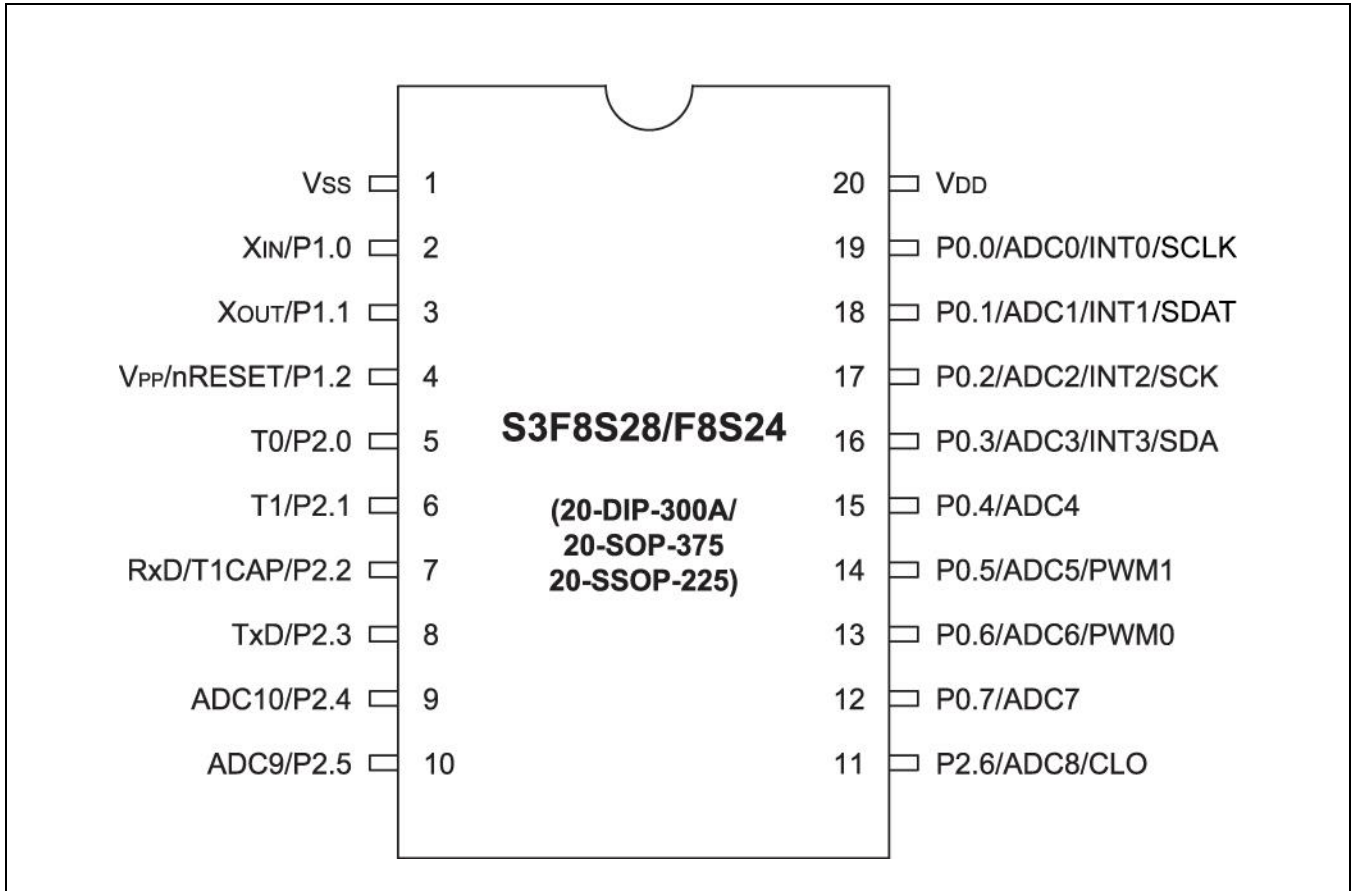 Vss 1 20 VDD
XIN/P1.0 2 19 P0.0/ADC0/INT0/SCLK
XOUT/P1.1 3 18 P0.1/ADC1/INT1/SDAT
VPP/nRESET/P1.2 4 17 P0.2/ADC2/INT2/SCK
T0/P2.0 5 S3F8S28/F8S24 16 P0.3/ADC3/INT3/SDA
T1/P2.1 6 (20-DIP-300A/ 15 P0.4/ADC4
20-SOP-375
RxD/T1CAP/P2.2 7 20-SSOP-225) 14 P0.5/ADC5/PWM1
TxD/P2.3 8 13 P0.6/ADC6/PWM0
ADC10/P2.4 9 12 P0.7/ADC7
ADC9/P2.5 10 11 P2.6/ADC8/CLO